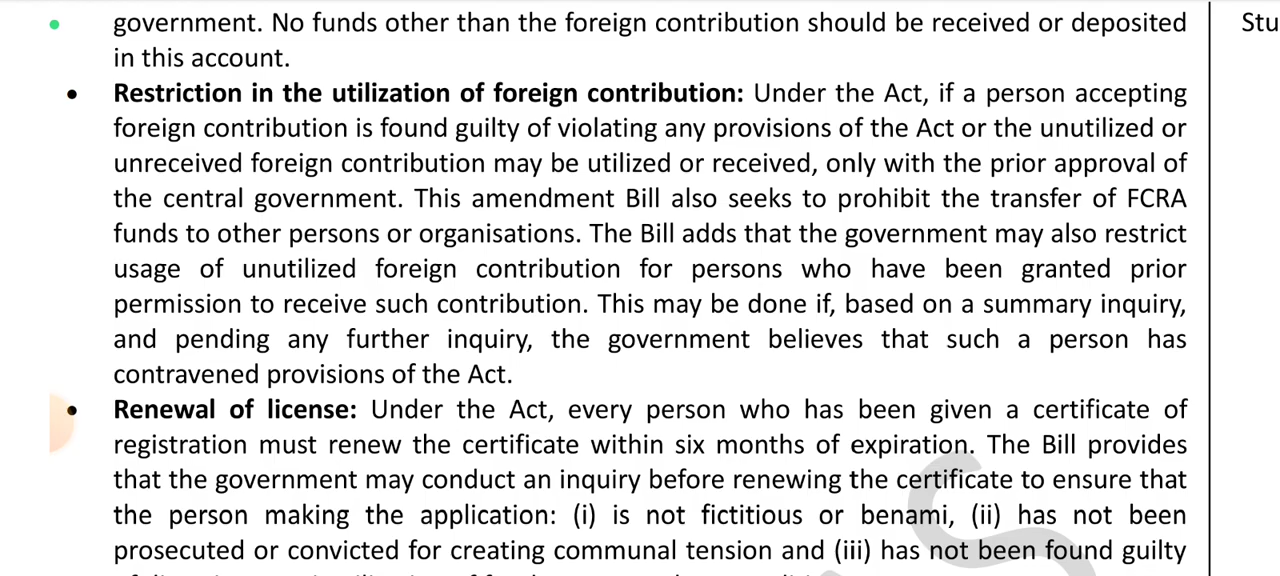 government. No funds other than the foreign contribution should be received or deposited
in this account.
• Restriction in the utilization of foreign contribution: Under the Act, if a person accepting
foreign contribution is found guilty of violating any provisions of the Act or the unutilized or
unreceived foreign contribution may be utilized or received, only with the prior approval of
the central government. This amendment Bill also seeks to prohibit the transfer of FCRA
funds to other persons or organisations. The Bill adds that the government may also restrict
usage of unutilized foreign contribution for persons who have been granted prior
permission to receive such contribution. This may be done if, based on a summary inquiry,
and pending any further inquiry, the government believes that such a person has
contravened provisions of the Act.
• Renewal of license: Under the Act, every person who has been given a certificate of
registration must renew the certificate within six months of expiration. The Bill provides
that the government may conduct an inquiry before renewing the certificate to ensure that
the person making the application: (i) is not fictitious or benami, (ii) has not been
prosecuted or convicted for creating communal tension and (iii) has not been found guilty
Stu